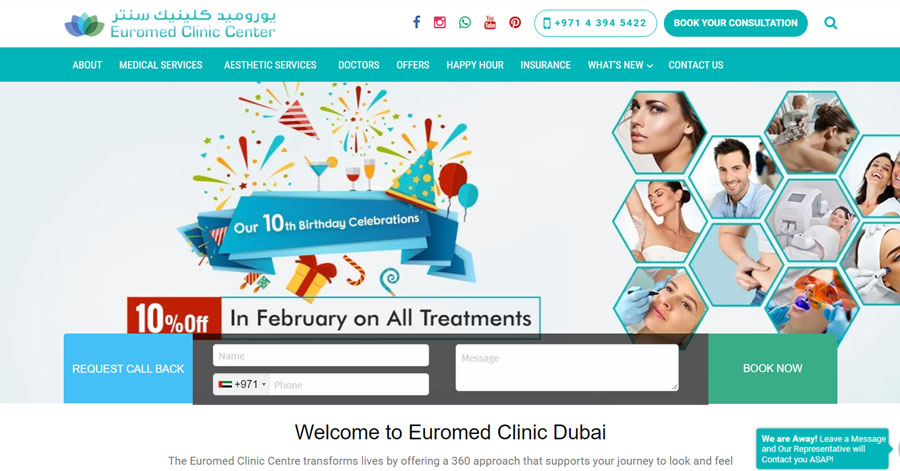 يوروميد كلينيك سنتر
Euromed Clinic Center
+971 4 394 5422
BOOK YOUR CONSULTATION
ABOUT MEDICAL SERVICES AESTHETIC SERVICES DOCTORS OFFERS HAPPY HOUR INSURANCE WHAT'S NEW CONTACT US
Our 10th Birthday Celebrations
10%Off In February on All Treatments
REQUEST CALL BACK
Name
+971 Phone
Message
BOOK NOW
Welcome to Euromed Clinic Dubai
The Euromed Clinic Centre transforms lives by offering a 360 approach that supports your journey to look and feel
We are Away! Leave a Message
and Our Representative will
Contact you ASAP!